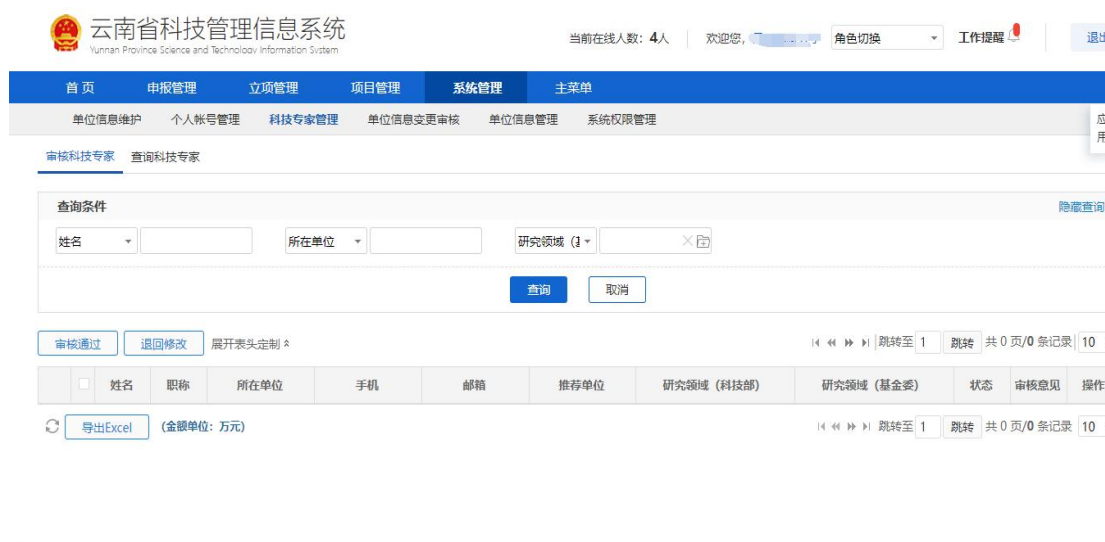 云南省科技管理信息系统
Yunnan Province Science and Technology Information System
当前在线人数：4人 欢迎您, 角色切换 工作提醒 退出
首页 申报管理 立项管理 项目管理 系统管理 主菜单
单位信息维护 个人帐号管理 科技专家管理 单位信息变更审核 单位信息管理 系统权限管理
应
用
审核科技专家 查询科技专家
查询条件 隐藏查询
姓名 所在单位 研究领域（
查询 取消
审核通过 退回修改 展开表头定制 跳转至 1 跳转 共 0 页/0 条记录 10
姓名 职称 所在单位 手机 邮箱 推荐单位 研究领域（科技部） 研究领域（基金委） 状态 审核意见 操作
导出Excel （金额单位：万元） 跳转至 1 跳转 共 0 页/0 条记录 10